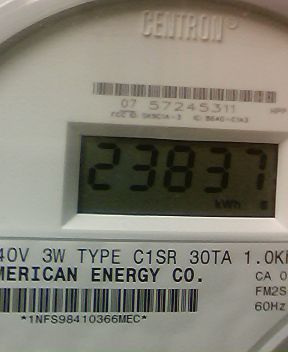 CENTRON®
07 57245311
23837
kWh
40V 3W TYPE C1SR 30TA 1.0K
MERICAN ENERGY CO.
CA 0
FM2S
60Hz
*1NFS98410366MEC*